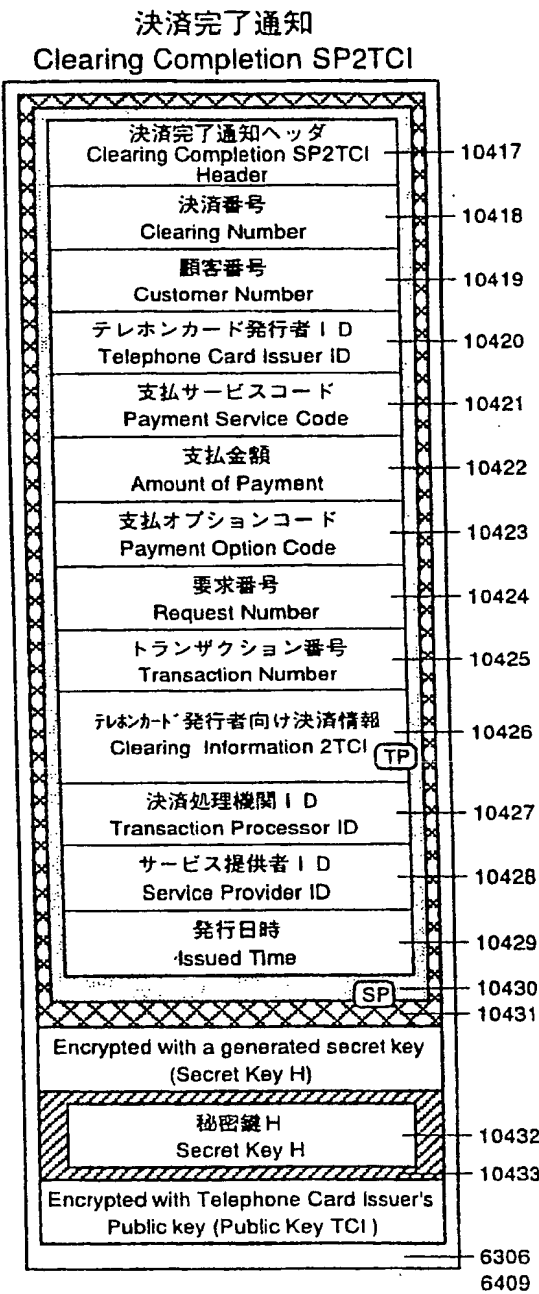 決済完了通知
Clearing Completion SP2TCI
決済完了通知ヘッダ
Clearing Completion SP2TCI
Header
10417
決済番号
Clearing Number
10418
顧客番号
Customer Number
10419
テレホンカード発行者ID
Telephone Card Issuer ID
10420
支払サービスコード
Payment Service Code
10421
支払金額
Amount of Payment
10422
支払オプションコード
Payment Option Code
10423
要求番号
Request Number
10424
トランザクション番号
Transaction Number
10425
テレホンカード発行者向け決済情報
Clearing Information 2TCI
10426
TP
決済処理機関ID
Transaction Processor ID
10427
サービス提供者ID
Service Provider ID
10428
発行日時
Issued Time
10429
SP
10430
10431
Encrypted with a generated secret key
(Secret Key H)
秘密鍵H
Secret Key H
10432
10433
Encrypted with Telephone Card Issuer's
Public key (Public Key TCI)
6306
6409